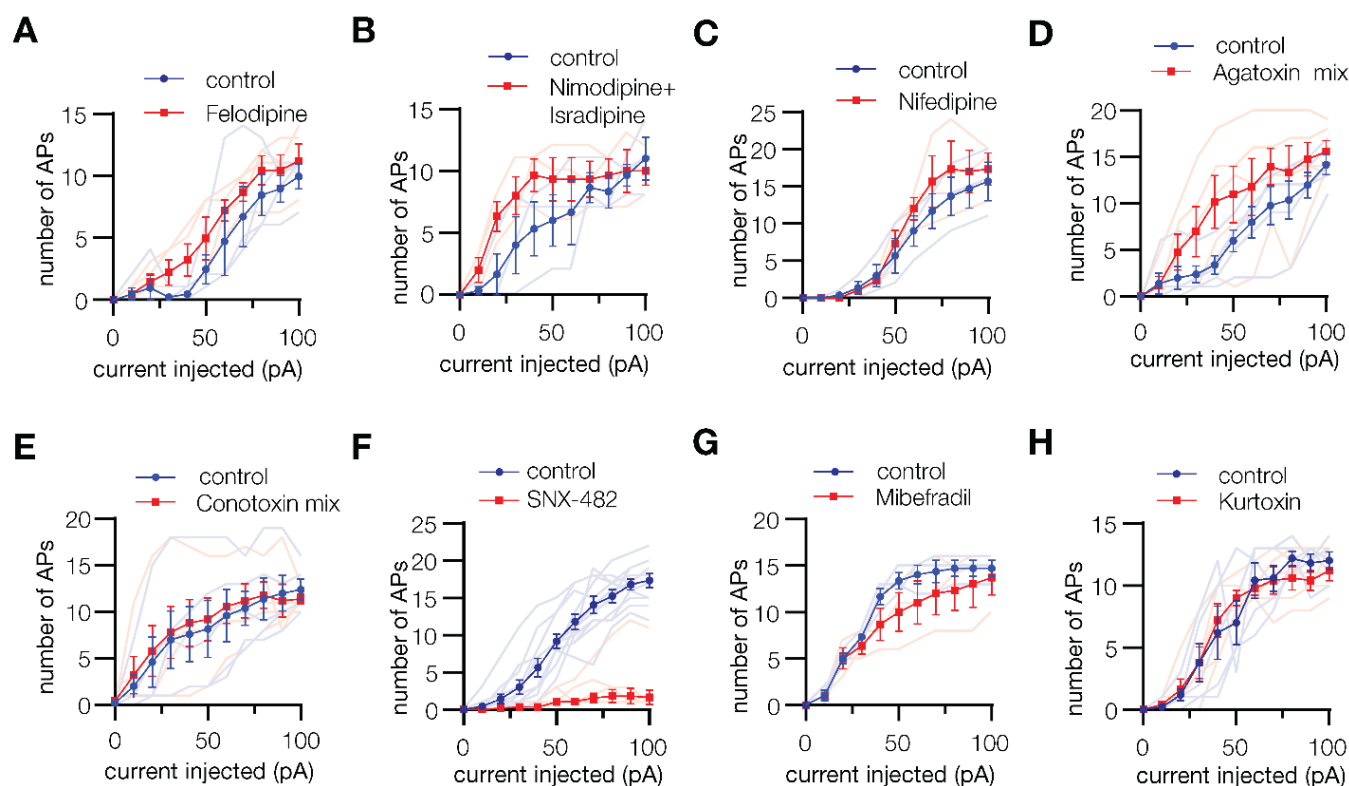 A
control
Felodipine
15
10
5
0
number of APs
0 50 100
current injected (pA)
B
control
Nimodipine+
Isradipine
15
10
5
0
number of APs
0 50 100
current injected (pA)
C
control
Nifedipine
25
20
15
10
5
0
number of APs
0 50 100
current injected (pA)
D
control
Agatoxin mix
20
15
10
5
0
number of APs
0 50 100
current injected (pA)
E
control
Conotoxin mix
20
15
10
5
0
number of APs
0 50 100
current injected (pA)
F
control
SNX-482
25
20
15
10
5
0
number of APs
0 50 100
current injected (pA)
G
control
Mibefradil
20
15
10
5
0
number of APs
0 50 100
current injected (pA)
H
control
Kurtoxin
15
10
5
0
number of APs
0 50 100
current injected (pA)